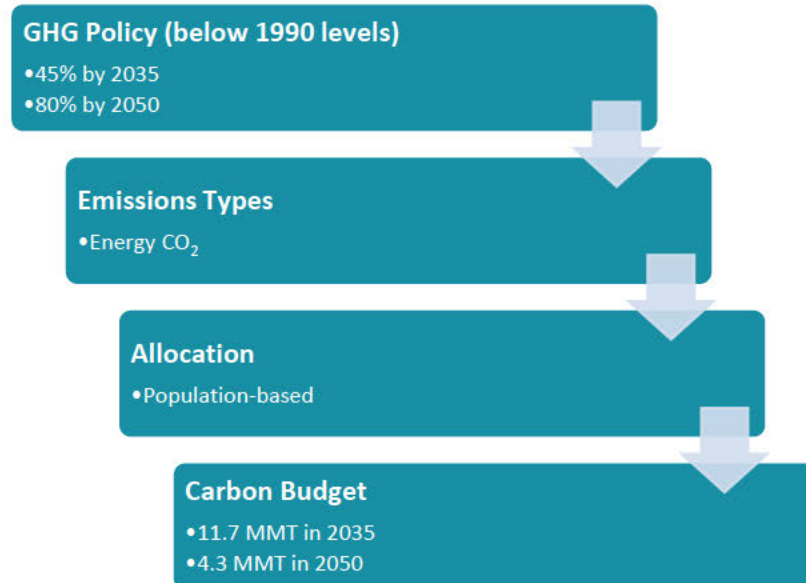 GHG Policy (below 1990 levels)
•45% by 2035
•80% by 2050
Emissions Types
•Energy CO₂
Allocation
•Population-based
Carbon Budget
•11.7 MMT in 2035
•4.3 MMT in 2050